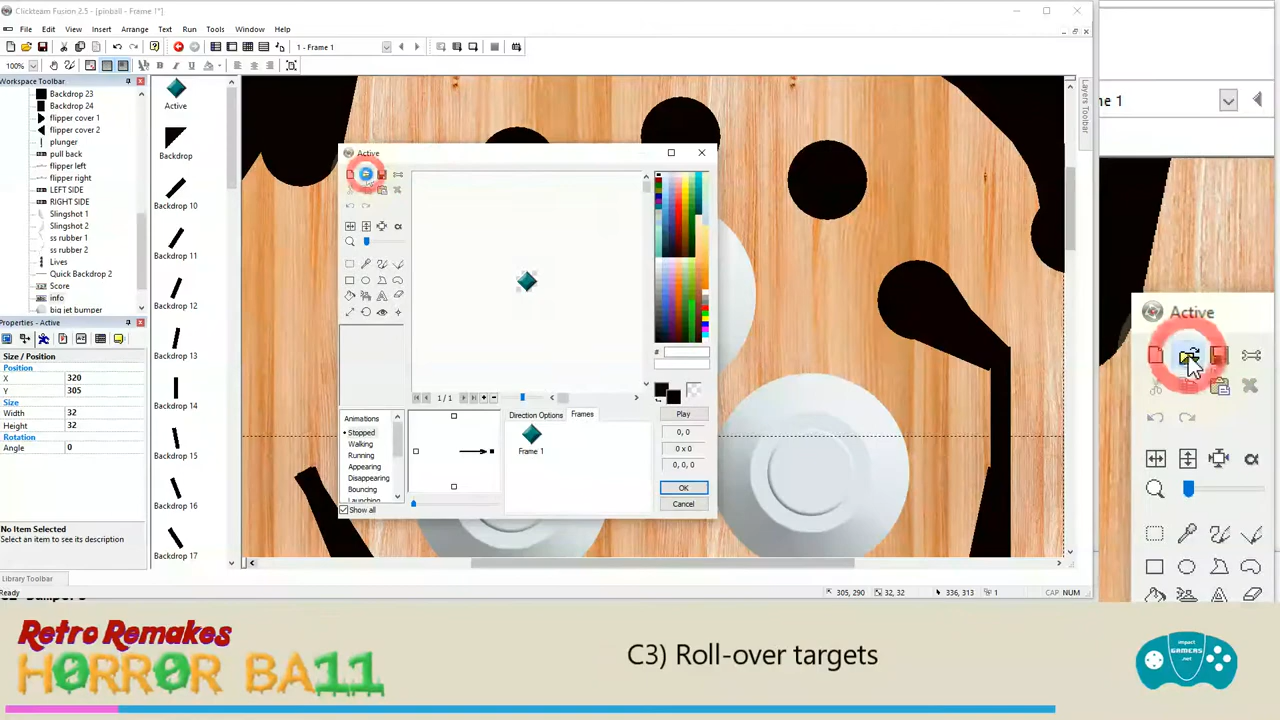 Clickteam Fusion 2.5 - [pinball - Frame 1*]
File Edit View Insert Arrange Text Run Tools Window Help
1 - Frame 1
100%
B I U
Workspace Toolbar
Backdrop 23
Backdrop 24
flipper cover 1
flipper cover 2
plunger
pull back
flipper left
flipper right
LEFT SIDE
RIGHT SIDE
Slingshot 1
Slingshot 2
ss rubber 1
ss rubber 2
Lives
Quick Backdrop 2
Score
info
big jet bumper
Properties - Active
Size / Position
Position
X 320
Y 305
Size
Width 32
Height 32
Rotation
Angle 0
No Item Selected
Select an item to see its description
Library Toolbar
Ready
Active
Backdrop
Backdrop 10
Backdrop 11
Backdrop 12
Backdrop 13
Backdrop 14
Backdrop 15
Backdrop 16
Backdrop 17
Layers Toolbar
Active
1 / 1
#
Animations
Stopped
Walking
Running
Appearing
Disappearing
Bouncing
Launching
Show all
Direction Options Frames
Frame 1
Play
0, 0
0 x 0
0, 0, 0
OK
Cancel
305, 290
32, 32
336, 313
1
CAP NUM
me 1
Active
Retro Remakes
HORROR BA11
C3) Roll-over targets
impact
GAMERS
.net